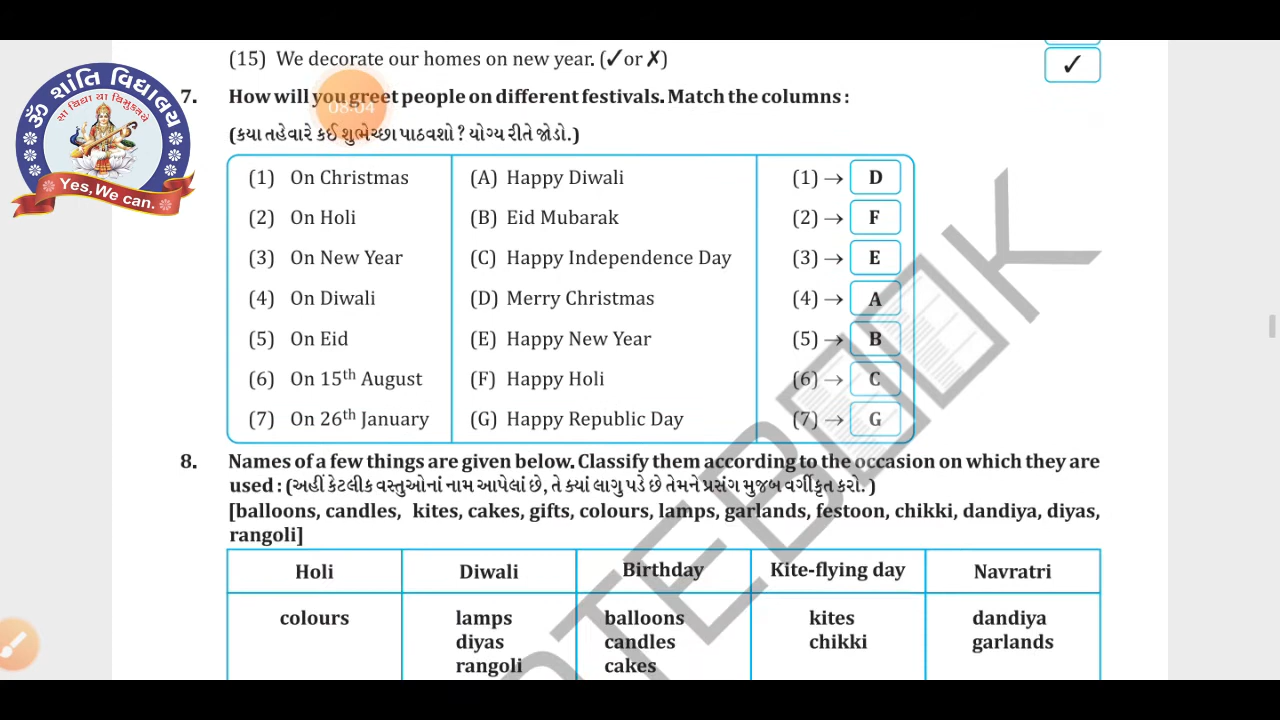 ૐ શાંતિ વિદ્યાલય
સા વિદ્યા યા વિમુક્તયે
Yes, We can.
(15) We decorate our homes on new year. (✓or ✗)
✓
7. How will you greet people on different festivals. Match the columns :
08:04
(કયા તહેવારે કઈ શુભેચ્છા પાઠવશો? યોગ્ય રીતે જોડો.)
(1) On Christmas (A) Happy Diwali (1) → D
(2) On Holi (B) Eid Mubarak (2) → F
(3) On New Year (C) Happy Independence Day (3) → E
(4) On Diwali (D) Merry Christmas (4) → A
(5) On Eid (E) Happy New Year (5) → B
(6) On 15th August (F) Happy Holi (6) → C
(7) On 26th January (G) Happy Republic Day (7) → G
8. Names of a few things are given below. Classify them according to the occasion on which they are
used : (અહીં કેટલીક વસ્તુઓનાં નામ આપેલાં છે, તે ક્યાં લાગુ પડે છે તેમને પ્રસંગ મુજબ વર્ગીકૃત કરો. )
[balloons, candles, kites, cakes, gifts, colours, lamps, garlands, festoon, chikki, dandiya, diyas,
rangoli]
Holi Diwali Birthday Kite-flying day Navratri
colours lamps balloons kites dandiya
diyas candles chikki garlands
rangoli cakes